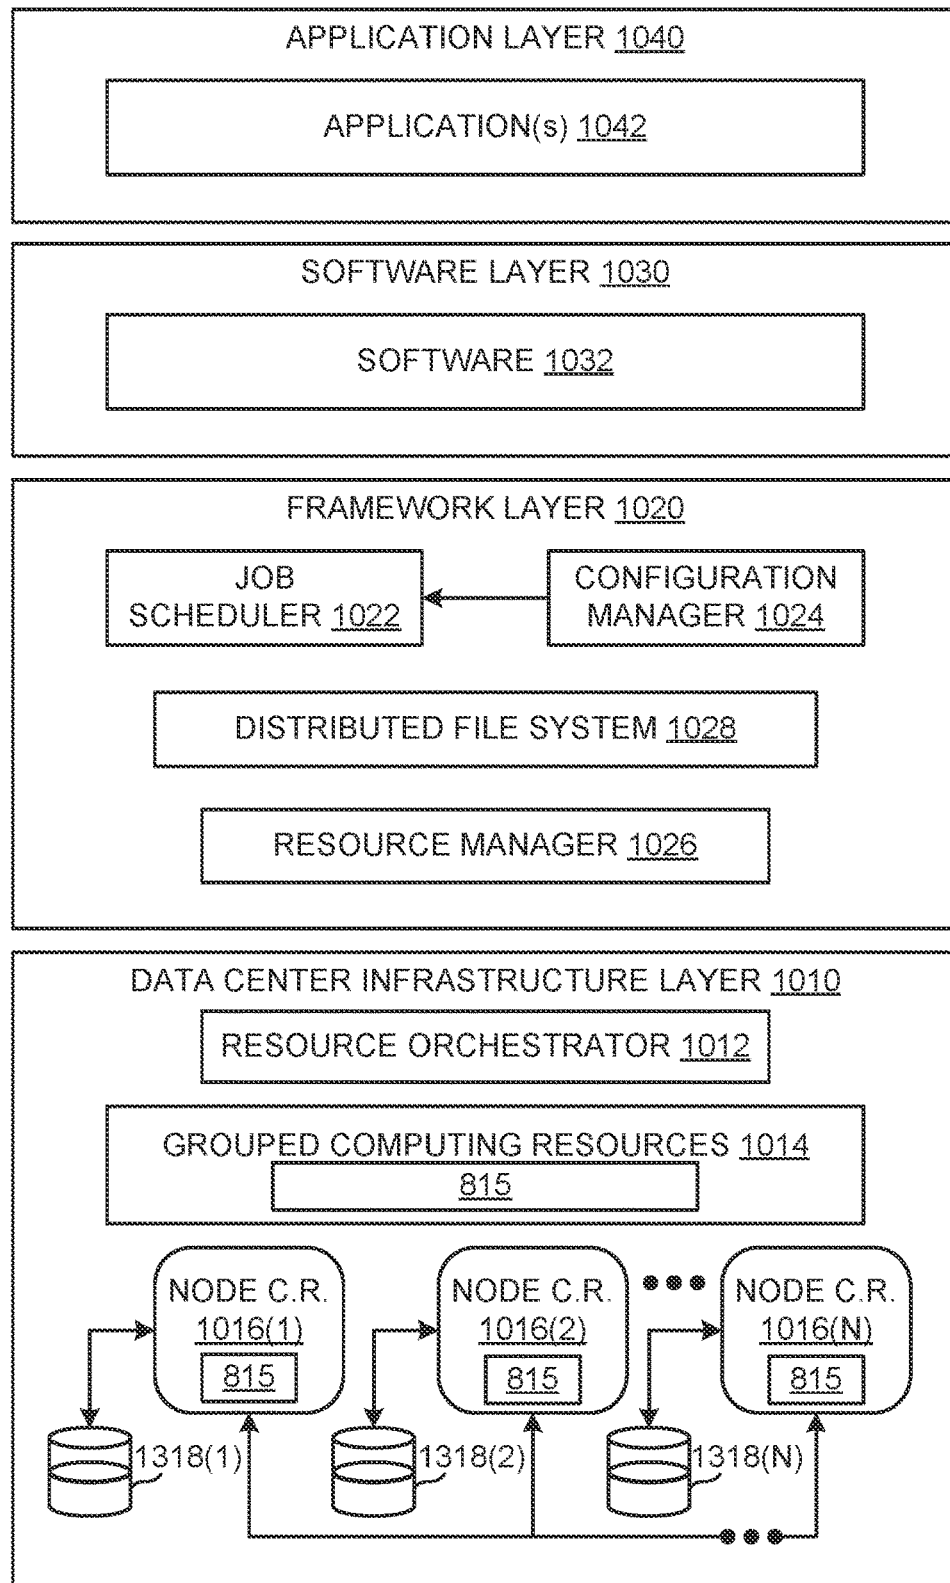 APPLICATION LAYER 1040
APPLICATION(s) 1042
SOFTWARE LAYER 1030
SOFTWARE 1032
FRAMEWORK LAYER 1020
JOB
SCHEDULER 1022
CONFIGURATION
MANAGER 1024
DISTRIBUTED FILE SYSTEM 1028
RESOURCE MANAGER 1026
DATA CENTER INFRASTRUCTURE LAYER 1010
RESOURCE ORCHESTRATOR 1012
GROUPED COMPUTING RESOURCES 1014
815
NODE C.R.
1016(1)
815
NODE C.R.
1016(2)
815
NODE C.R.
1016(N)
815
1318(1)
1318(2)
1318(N)